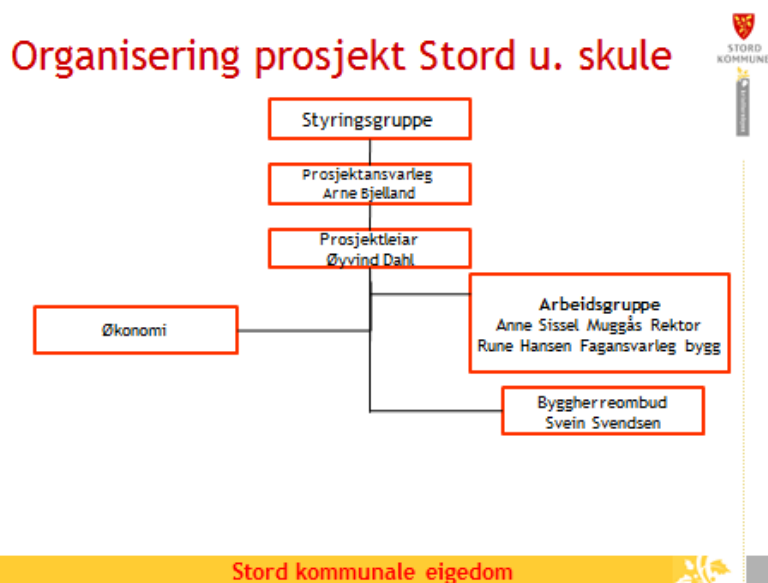 Organisering prosjekt Stord u. skule
STORD
KOMMUNE
Styringsgruppe
Prosjektansvarleg
Arne Bjelland
Prosjektleiar
Øyvind Dahl
Økonomi
Arbeidsgruppe
Anne Sissel Muggås Rektor
Rune Hansen Fagansvarleg bygg
Byggherreombud
Svein Svendsen
Stord kommunale eigedom